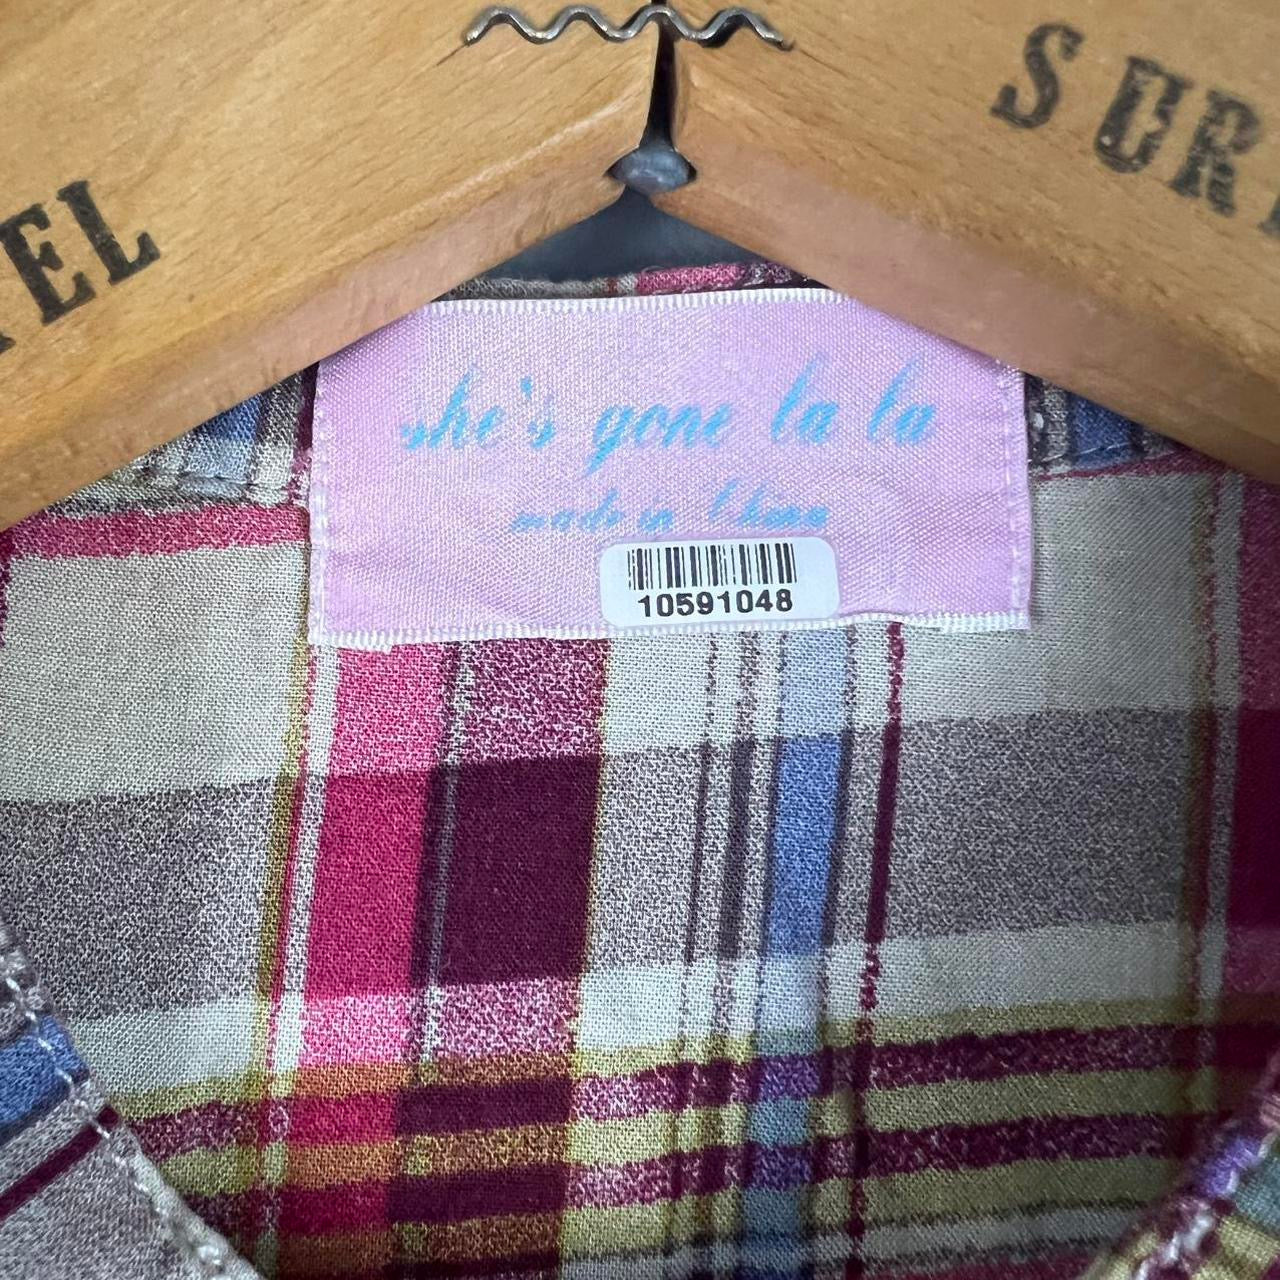 EL
SUR
she's gone la la
made in China
10591048